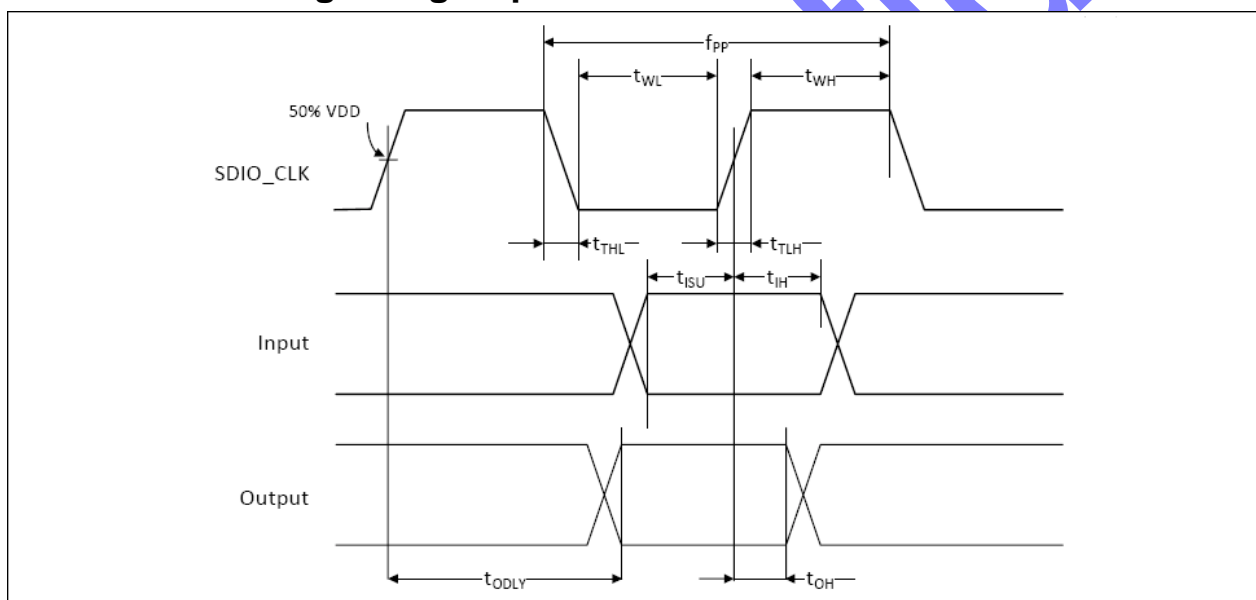 fPP
tWL
tWH
50% VDD
SDIO_CLK
tTHL
tTLH
tISU
tIH
Input
Output
tODLY
tOH